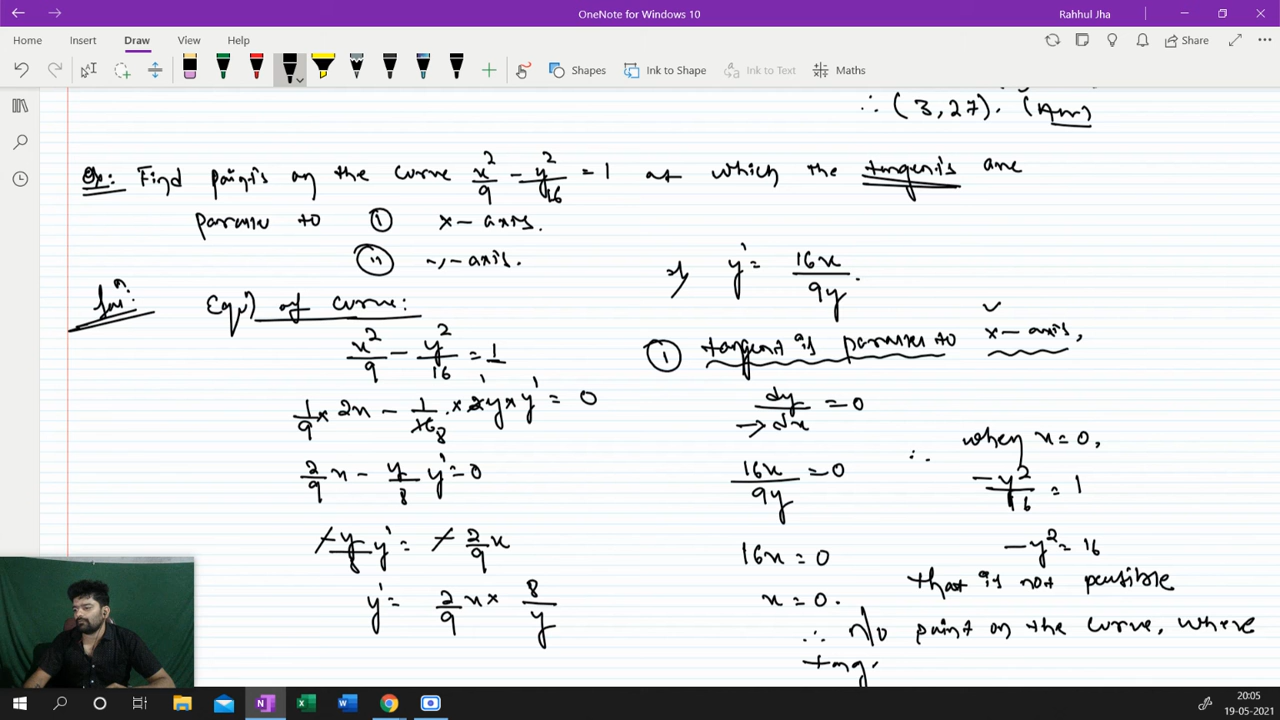 OneNote for Windows 10
Rahhul Jha
Home Insert Draw View Help
Share
Shapes Ink to Shape Ink to Text Maths
∴ (3,27). (Ans)
Ex: Find points on the curve x²/9 - y²/16 = 1 at which the tangents are
parallel to (i) x-axis.
(ii) y-axis.
Solⁿ: Eqⁿ of curve:
x²/9 - y²/16 = 1
1/9 × 2x - 1/16 8 × 2y × y' = 0
2/9 x - y/8 y' = 0
- y/8 y' = - 2/9 x
y' = 2/9 x × 8/y
⇒ y' = 16x/9y.
(i) tangent is parallel to x-axis,
dy/dx = 0
→
16x/9y = 0
16x = 0
x = 0.
∴ when x = 0,
-y²/16 = 1
-y² = 16
that is not possible
∴ No point on the curve, where
tang
20:05
19-05-2021